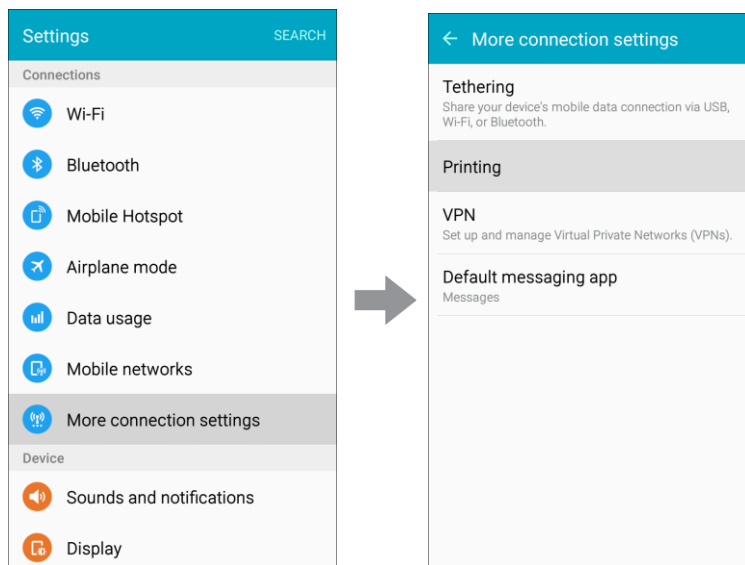 Settings
SEARCH
Connections
Wi-Fi
Bluetooth
Mobile Hotspot
Airplane mode
Data usage
Mobile networks
More connection settings
Device
Sounds and notifications
Display
More connection settings
Tethering
Share your device's mobile data connection via USB,
Wi-Fi, or Bluetooth.
Printing
VPN
Set up and manage Virtual Private Networks (VPNs).
Default messaging app
Messages